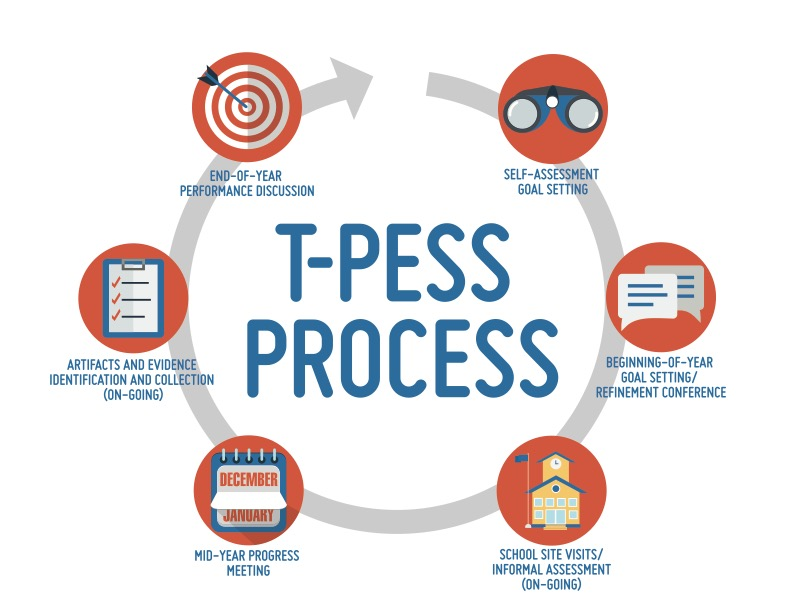 T-PESS
PROCESS
SELF-ASSESSMENT
GOAL SETTING
BEGINNING-OF-YEAR
GOAL SETTING/
REFINEMENT CONFERENCE
SCHOOL SITE VISITS/
INFORMAL ASSESSMENT
(ON-GOING)
DECEMBER
JANUARY
MID-YEAR PROGRESS
MEETING
ARTIFACTS AND EVIDENCE
IDENTIFICATION AND COLLECTION
(ON-GOING)
END-OF-YEAR
PERFORMANCE DISCUSSION